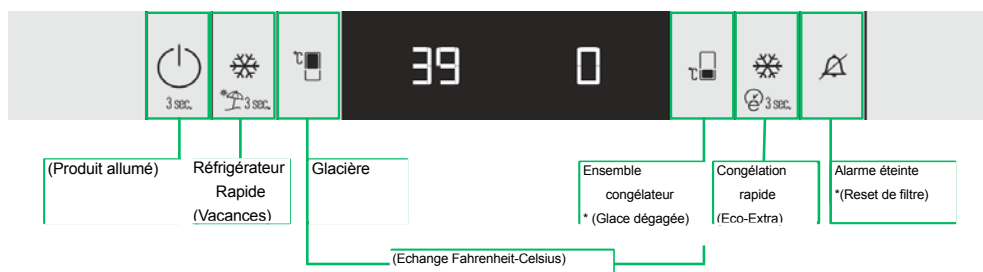 ℃
39
0
℃
3 sec.
3 sec.
3 sec.
(Produit allumé)
Réfrigérateur
Rapide
(Vacances)
Glacière
Ensemble
congélateur
* (Glace dégagée)
Congélation
rapide
(Eco-Extra)
Alarme éteinte
*(Reset de filtre)
(Echange Fahrenheit-Celsius)